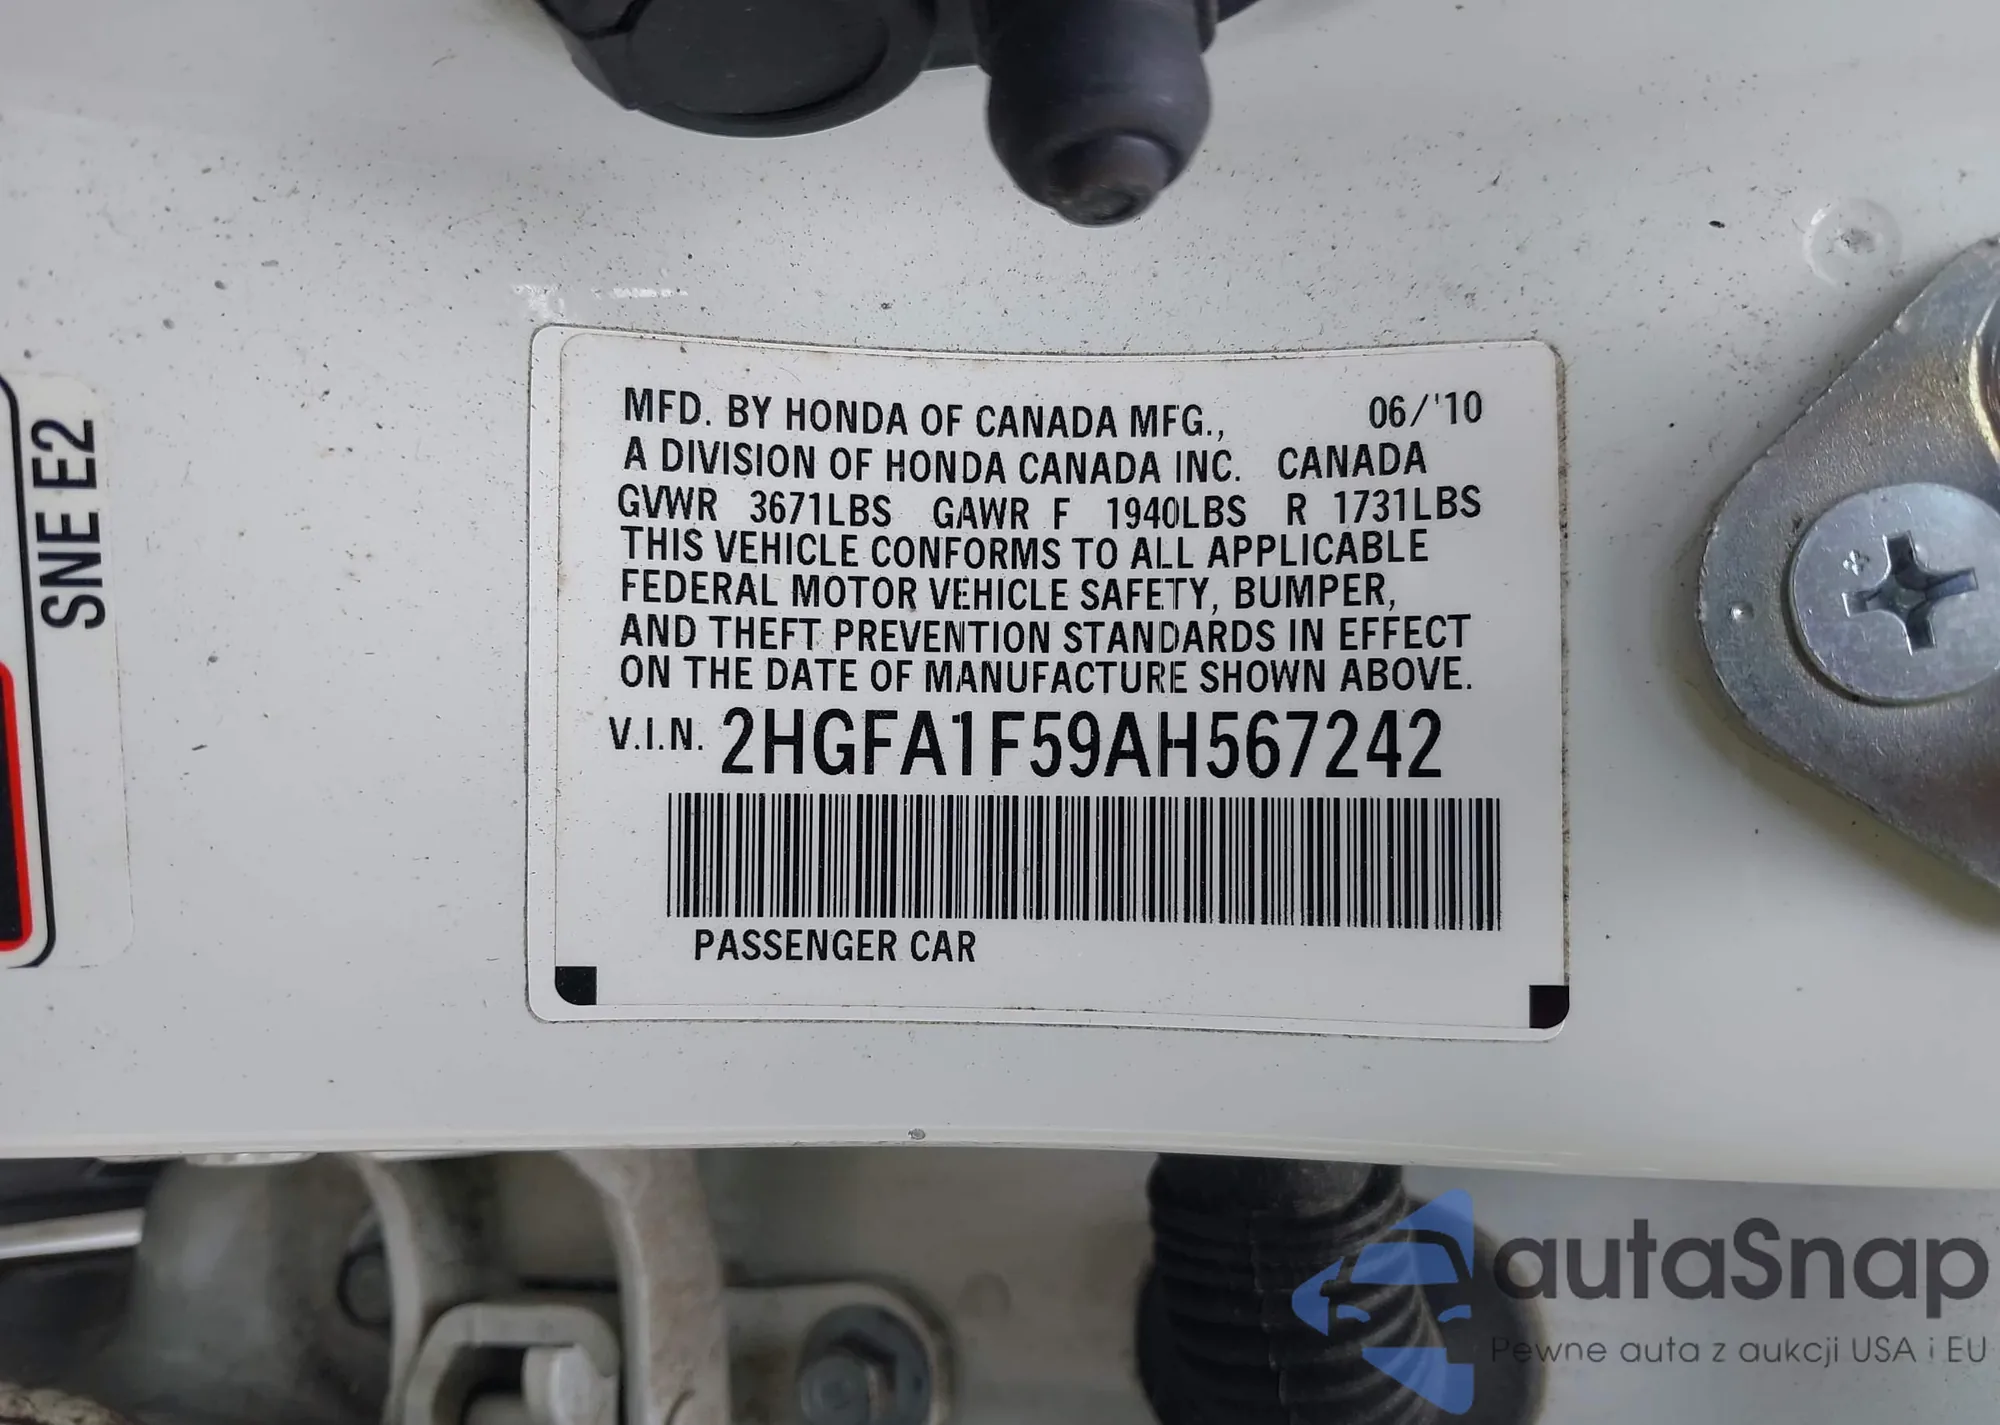 SNE E2
MFD. BY HONDA OF CANADA MFG., 06/'10
A DIVISION OF HONDA CANADA INC. CANADA
GVWR 3671LBS GAWR F 1940LBS R 1731LBS
THIS VEHICLE CONFORMS TO ALL APPLICABLE
FEDERAL MOTOR VEHICLE SAFETY, BUMPER,
AND THEFT PREVENTION STANDARDS IN EFFECT
ON THE DATE OF MANUFACTURE SHOWN ABOVE.
V.I.N. 2HGFA1F59AH567242
PASSENGER CAR
autaSnap
Pewne auta z aukcji USA i EU